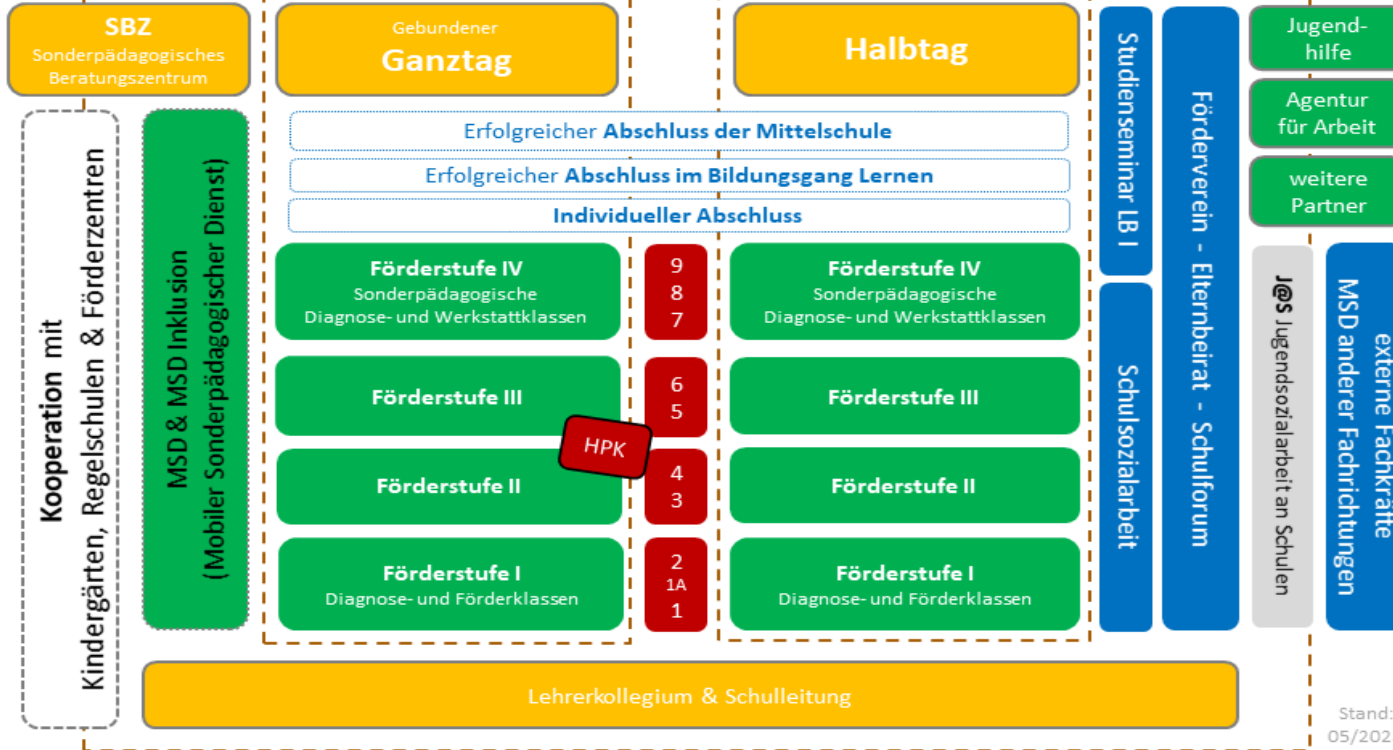 SBZ
Sonderpädagogisches
Beratungszentrum
Gebundener
Ganztag
Halbtag
Jugend-
hilfe
Agentur
für Arbeit
weitere
Partner
Kooperation mit
Kindergärten, Regelschulen & Förderzentren
MSD & MSD Inklusion
(Mobiler Sonderpädagogischer Dienst)
Erfolgreicher Abschluss der Mittelschule
Erfolgreicher Abschluss im Bildungsgang Lernen
Individueller Abschluss
Förderstufe IV
Sonderpädagogische
Diagnose- und Werkstattklassen
9
8
7
Förderstufe IV
Sonderpädagogische
Diagnose- und Werkstattklassen
Förderstufe III
6
5
Förderstufe III
HPK
Förderstufe II
4
3
Förderstufe II
Förderstufe I
Diagnose- und Förderklassen
2
1A
1
Förderstufe I
Diagnose- und Förderklassen
Studienseminar LB I
Schulsozialarbeit
Förderverein - Elternbeirat - Schulforum
J@S Jugendsozialarbeit an Schulen
externe Fachkräfte
MSD anderer Fachrichtungen
Lehrerkollegium & Schulleitung
Stand:
05/202